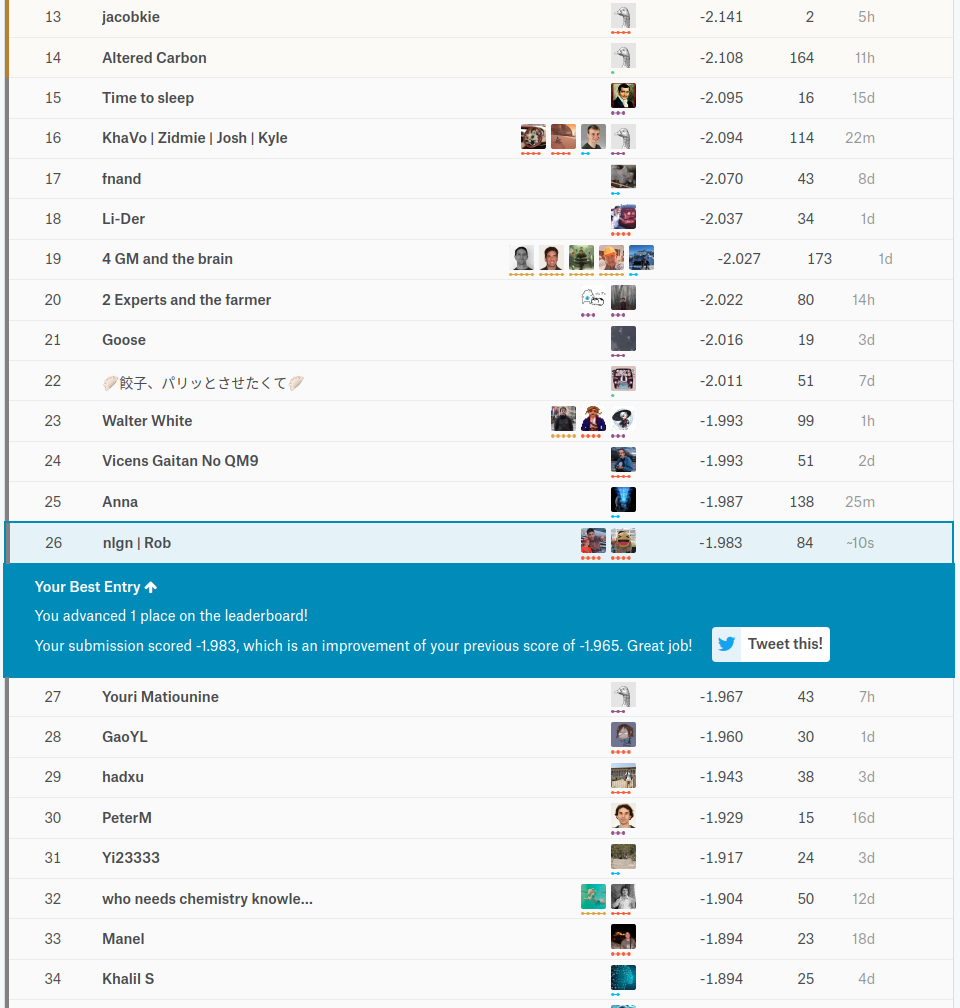 13 jacobkie -2.141 2 5h
14 Altered Carbon -2.108 164 11h
15 Time to sleep -2.095 16 15d
16 KhaVo | Zidmie | Josh | Kyle -2.094 114 22m
17 fnand -2.070 43 8d
18 Li-Der -2.037 34 1d
19 4 GM and the brain -2.027 173 1d
20 2 Experts and the farmer -2.022 80 14h
21 Goose -2.016 19 3d
22 🥟餃子、パリッとさせたくて🥟 -2.011 51 7d
23 Walter White -1.993 99 1h
24 Vicens Gaitan No QM9 -1.993 51 2d
25 Anna -1.987 138 25m
26 nlgn | Rob -1.983 84 ~10s
Your Best Entry ↑
You advanced 1 place on the leaderboard!
Your submission scored -1.983, which is an improvement of your previous score of -1.965. Great job! Tweet this!
27 Youri Matiounine -1.967 43 7h
28 GaoYL -1.960 30 1d
29 hadxu -1.943 38 3d
30 PeterM -1.929 15 16d
31 Yi23333 -1.917 24 3d
32 who needs chemistry knowle... -1.904 50 12d
33 Manel -1.894 23 18d
34 Khalil S -1.894 25 4d